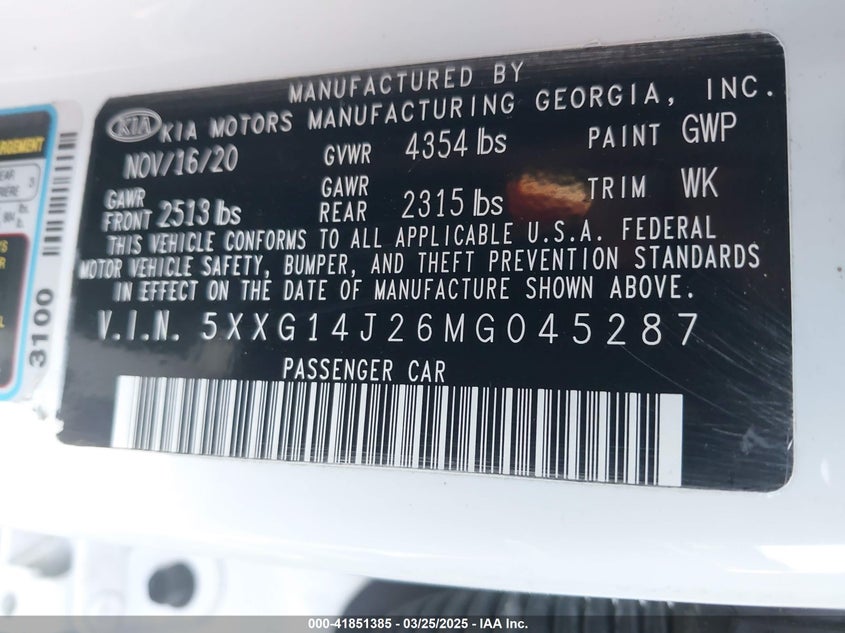 MANUFACTURED BY
KIA KIA MOTORS MANUFACTURING GEORGIA, INC.
NOV/16/20 GVWR 4354 lbs PAINT GWP
GAWR FRONT 2513 lbs GAWR REAR 2315 lbs TRIM WK
THIS VEHICLE CONFORMS TO ALL APPLICABLE U.S.A. FEDERAL
MOTOR VEHICLE SAFETY, BUMPER, AND THEFT PREVENTION STANDARDS
IN EFFECT ON THE DATE OF MANUFACTURE SHOWN ABOVE.
V.I.N. 5XXG14J26MG045287
PASSENGER CAR
3100
000-41851385 - 03/25/2025 - IAA Inc.